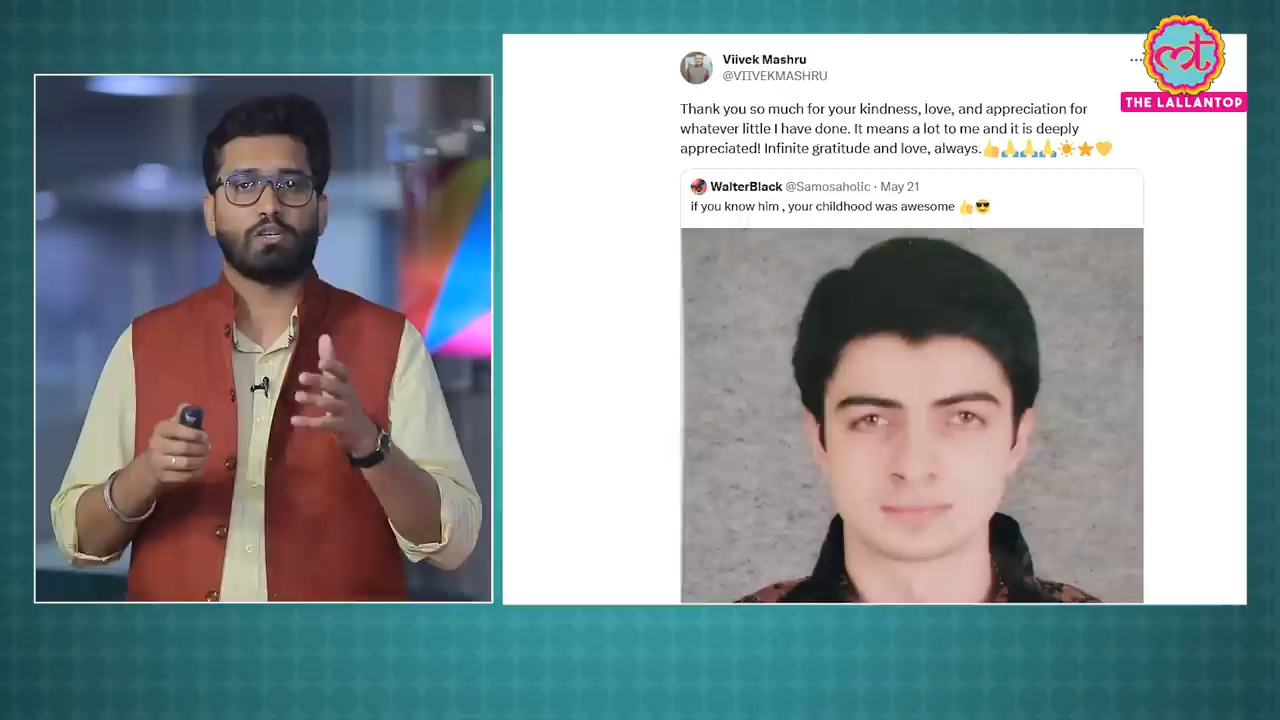 Viivek Mashru
@VIIVEKMASHRU
Thank you so much for your kindness, love, and appreciation for
whatever little I have done. It means a lot to me and it is deeply
appreciated! Infinite gratitude and love, always.👍🙏🙏🙏☀⭐💛
WalterBlack @Samosaholic · May 21
if you know him , your childhood was awesome 👍😎
THE LALLANTOP